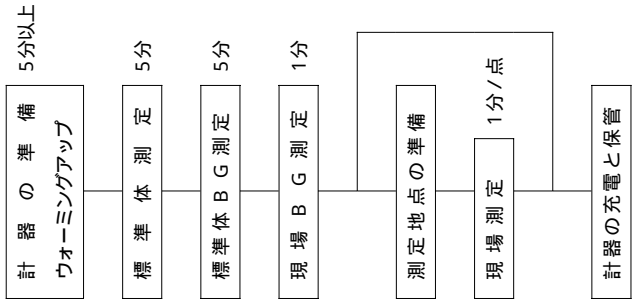 計器の準備
ウォーミングアップ
5分以上
標準体測定
5分
標準体BG測定
5分
現場BG測定
1分
測定地点の準備
現場測定
1分/点
計器の充電と保管